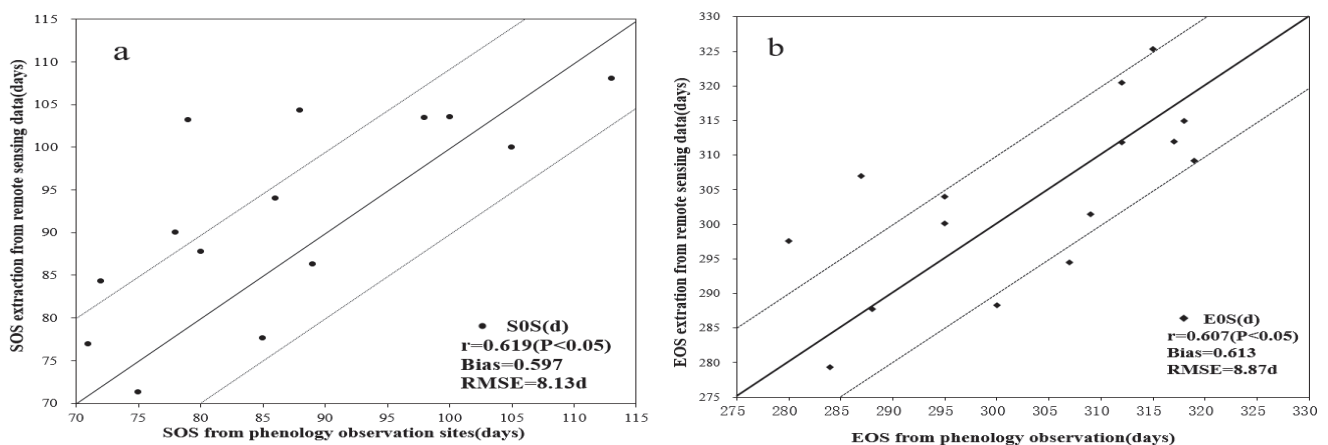 a
SOS extraction from remote sensing data(days)
115
110
105
100
95
90
85
80
75
70
S0S(d)
r=0.619(P<0.05)
Bias=0.597
RMSE=8.13d
70 75 80 85 90 95 100 105 110 115
SOS from phenology observation sites(days)
b
EOS extration from remote sensing data(days)
330
325
320
315
310
305
300
295
290
285
280
275
E0S(d)
r=0.607(P<0.05)
Bias=0.613
RMSE=8.87d
275 280 285 290 295 300 305 310 315 320 325 330
EOS from phenology observation(days)